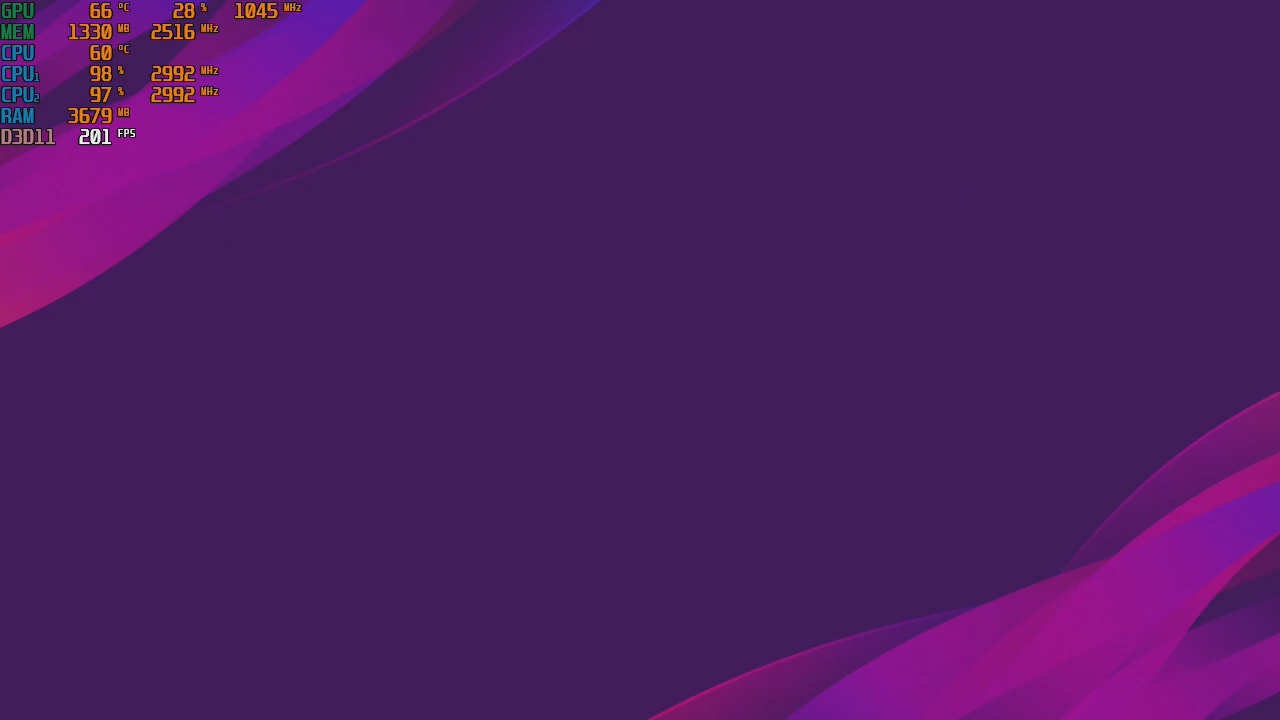 GPU 66 °C 28 % 1045 MHz
MEM 1330 MB 2516 MHz
CPU 60 °C
CPU1 98 % 2992 MHz
CPU2 97 % 2992 MHz
RAM 3679 MB
D3D11 201 FPS